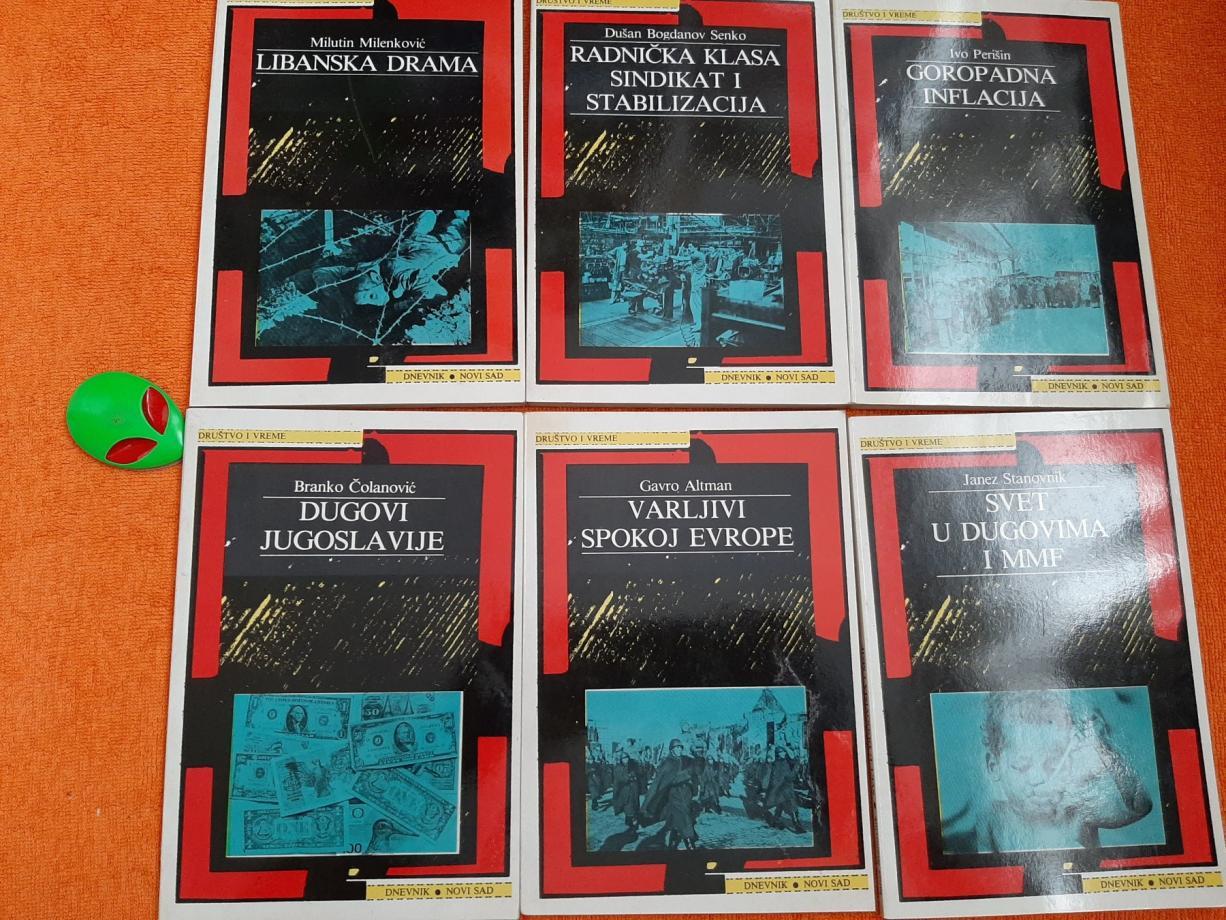 Milutin Milenković
LIBANSKA DRAMA
DNEVNIK • NOVI SAD
DRUŠTVO I VREME
Dušan Bogdanov Senko
RADNIČKA KLASA
SINDIKAT I
STABILIZACIJA
DNEVNIK • NOVI SAD
DRUŠTVO I VREME
Ivo Perišin
GOROPADNA
INFLACIJA
DNEVNIK • NOVI SAD
DRUŠTVO I VREME
Branko Čolanović
DUGOVI
JUGOSLAVIJE
DNEVNIK • NOVI SAD
DRUŠTVO I VREME
Gavro Altman
VARLJIVI
SPOKOJ EVROPE
DNEVNIK • NOVI SAD
DRUŠTVO I VREME
Janez Stanovnik
SVET
U DUGOVIMA
I MMF
DNEVNIK • NOVI SAD